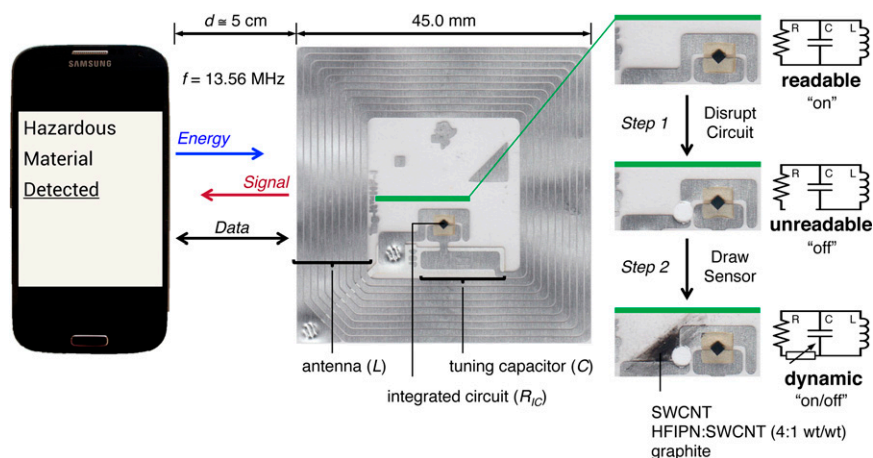 d ≅ 5 cm
45.0 mm
SAMSUNG
f = 13.56 MHz
Hazardous
Material
Detected
Energy
Signal
Data
antenna (L)
tuning capacitor (C)
integrated circuit (R_IC)
R
C
L
readable
"on"
Step 1
Disrupt
Circuit
R
C
L
unreadable
"off"
Step 2
Draw
Sensor
R
C
L
dynamic
"on/off"
SWCNT
HFIPN:SWCNT (4:1 wt/wt)
graphite